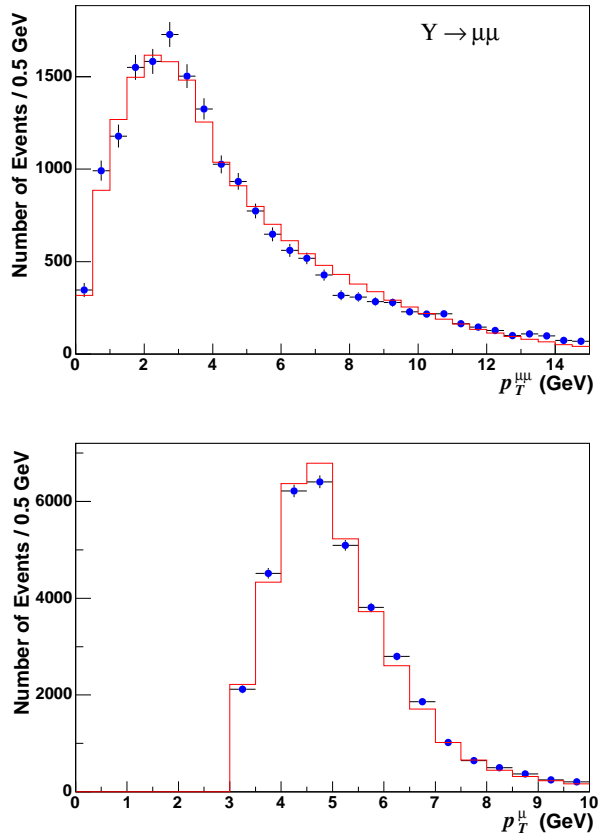 Υ → μμ
Number of Events / 0.5 GeV
1500
1000
500
0
0 2 4 6 8 10 12 14
p_T^μμ (GeV)
Number of Events / 0.5 GeV
6000
4000
2000
0
0 1 2 3 4 5 6 7 8 9 10
p_T^μ (GeV)